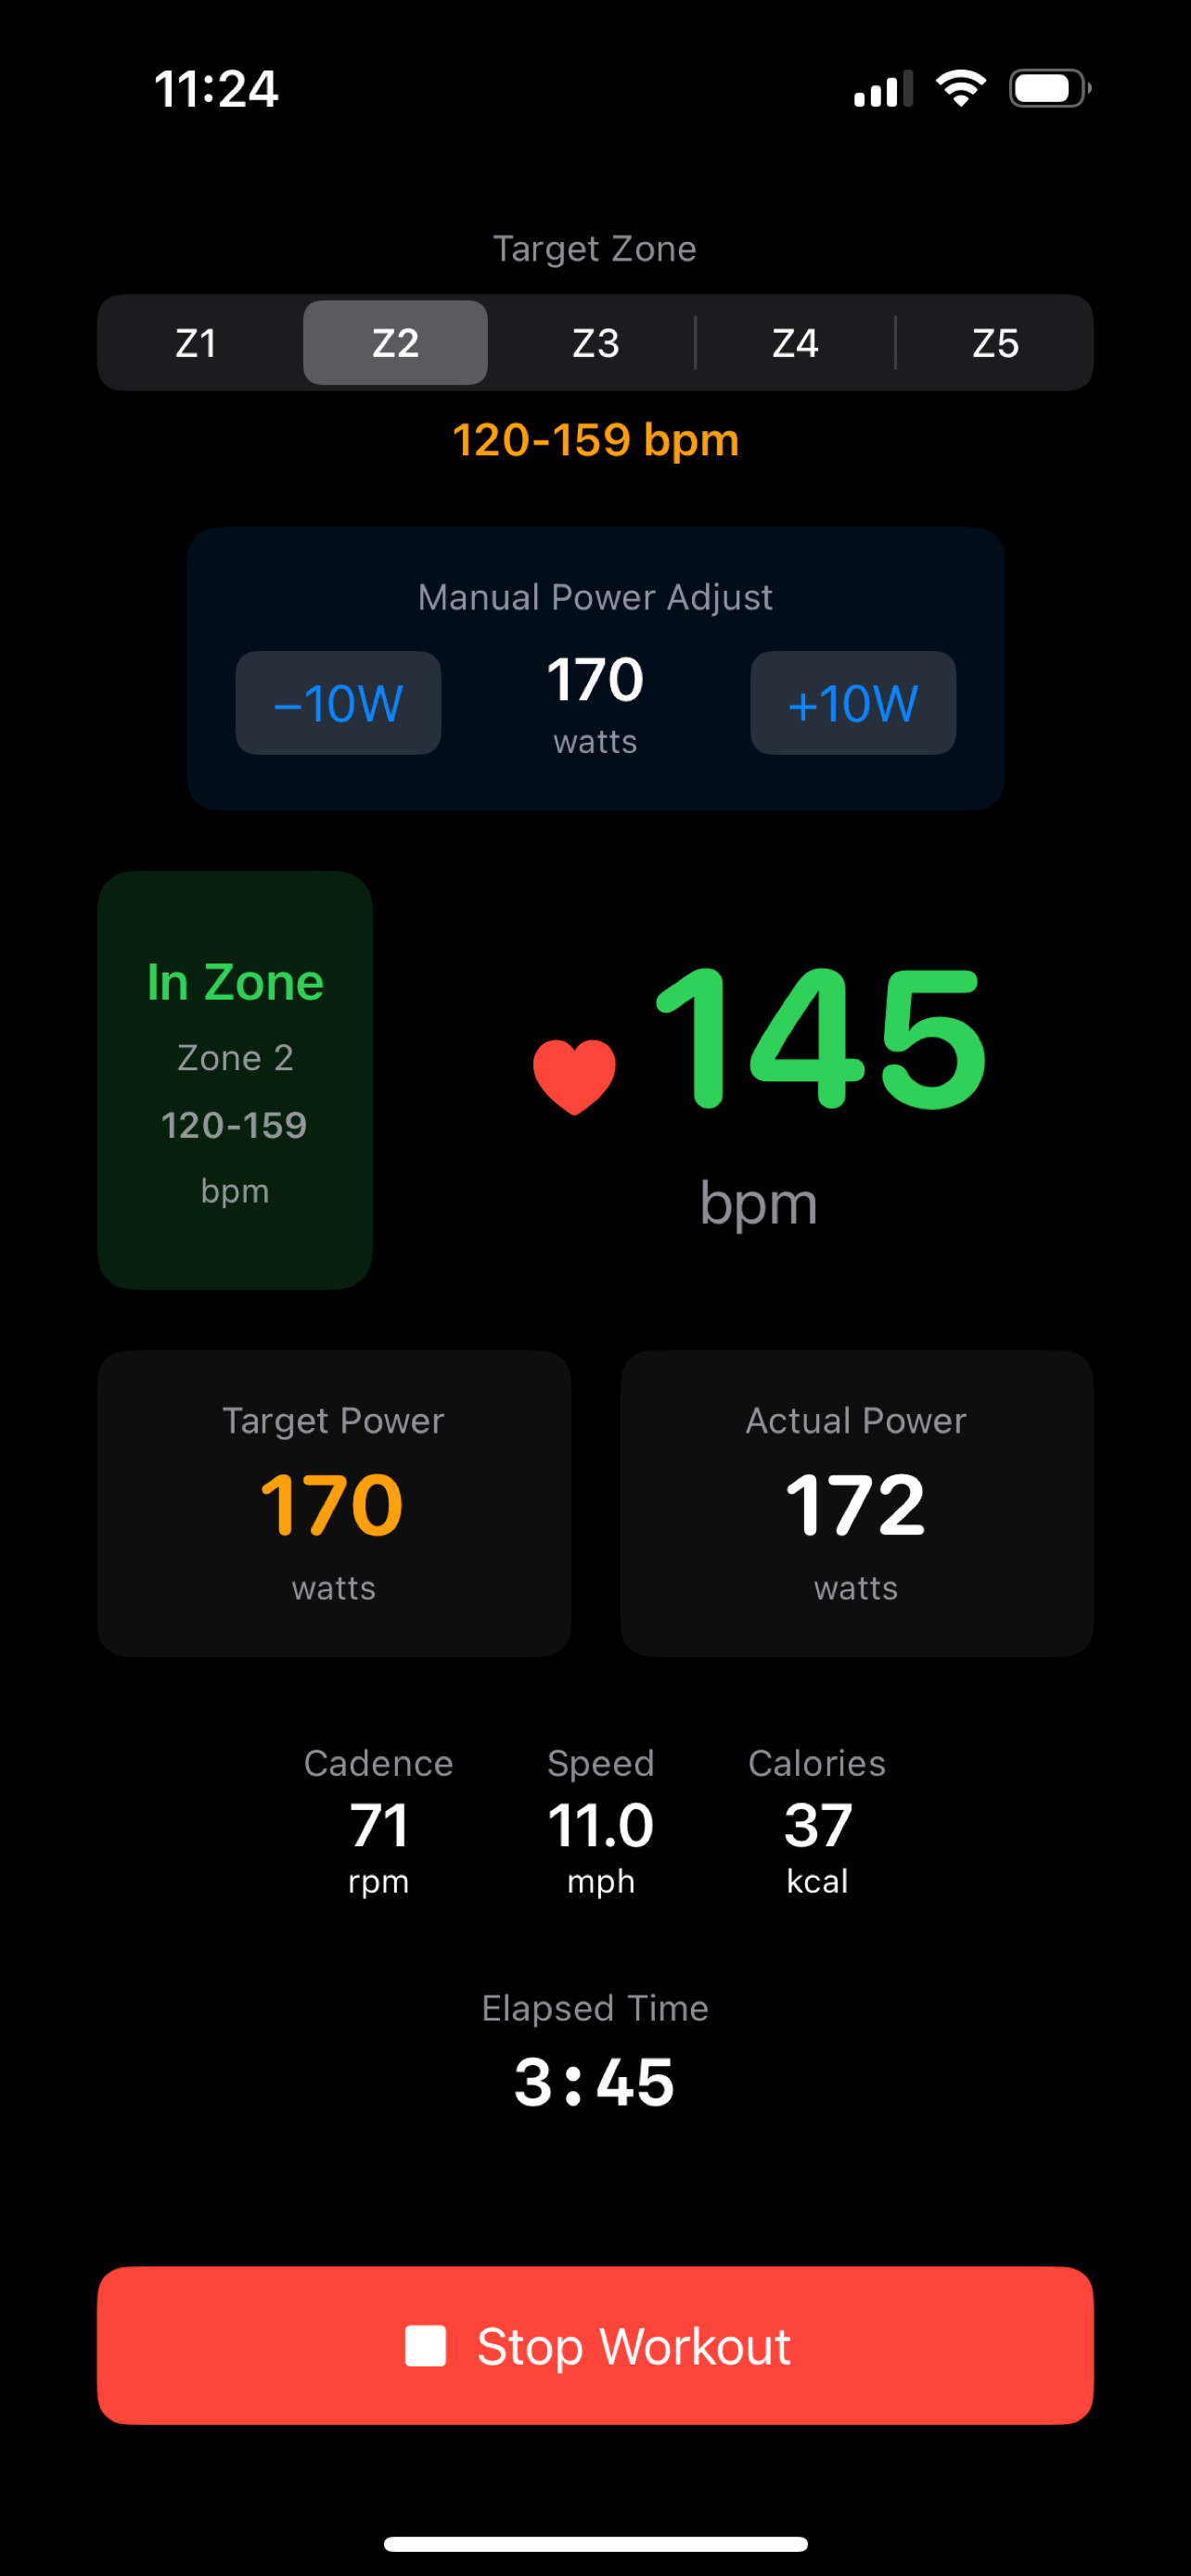 11:24
Target Zone
Z1 Z2 Z3 Z4 Z5
120-159 bpm
Manual Power Adjust
–10W 170 +10W
watts
In Zone
Zone 2
120-159
bpm
145
bpm
Target Power
170
watts
Actual Power
172
watts
Cadence Speed Calories
71 11.0 37
rpm mph kcal
Elapsed Time
3:45
Stop Workout